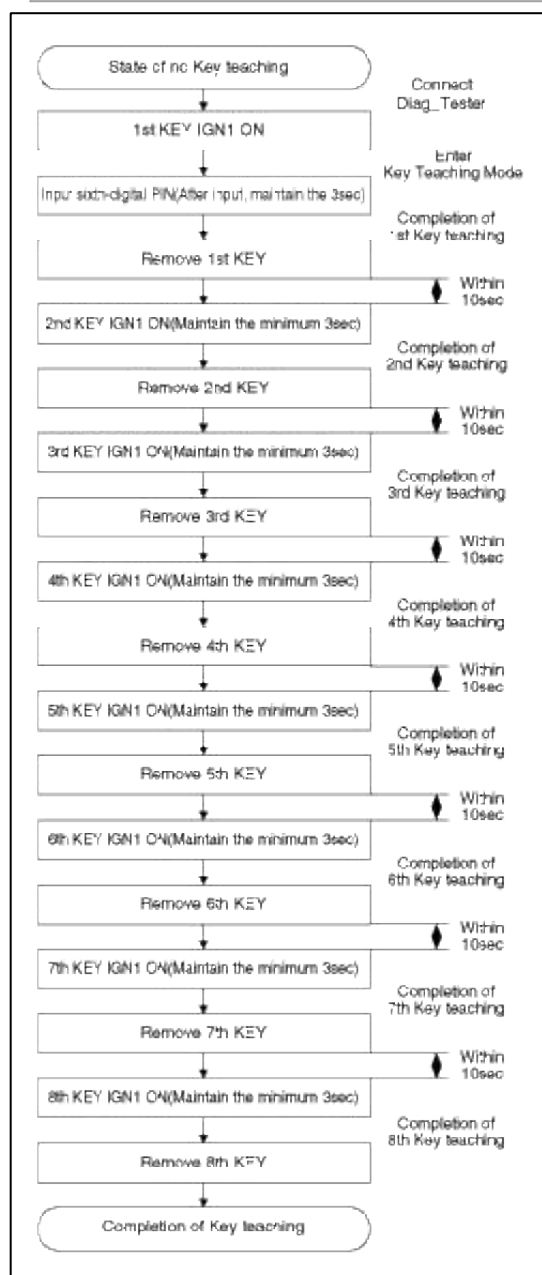 State of no Key teaching
Connect
Diag_Tester
1st KEY IGN1 ON
Enter
Key Teaching Mode
Input sixth-digital PIN(After input, maintain the 3sec)
Completion of
1st Key teaching
Remove 1st KEY
Within
10sec
2nd KEY IGN1 ON(Maintain the minimum 3sec)
Completion of
2nd Key teaching
Remove 2nd KEY
Within
10sec
3rd KEY IGN1 ON(Maintain the minimum 3sec)
Completion of
3rd Key teaching
Remove 3rd KEY
Within
10sec
4th KEY IGN1 ON(Maintain the minimum 3sec)
Completion of
4th Key teaching
Remove 4th KEY
Within
10sec
5th KEY IGN1 ON(Maintain the minimum 3sec)
Completion of
5th Key teaching
Remove 5th KEY
Within
10sec
6th KEY IGN1 ON(Maintain the minimum 3sec)
Completion of
6th Key teaching
Remove 6th KEY
Within
10sec
7th KEY IGN1 ON(Maintain the minimum 3sec)
Completion of
7th Key teaching
Remove 7th KEY
Within
10sec
8th KEY IGN1 ON(Maintain the minimum 3sec)
Completion of
8th Key teaching
Remove 8th KEY
Completion of Key teaching